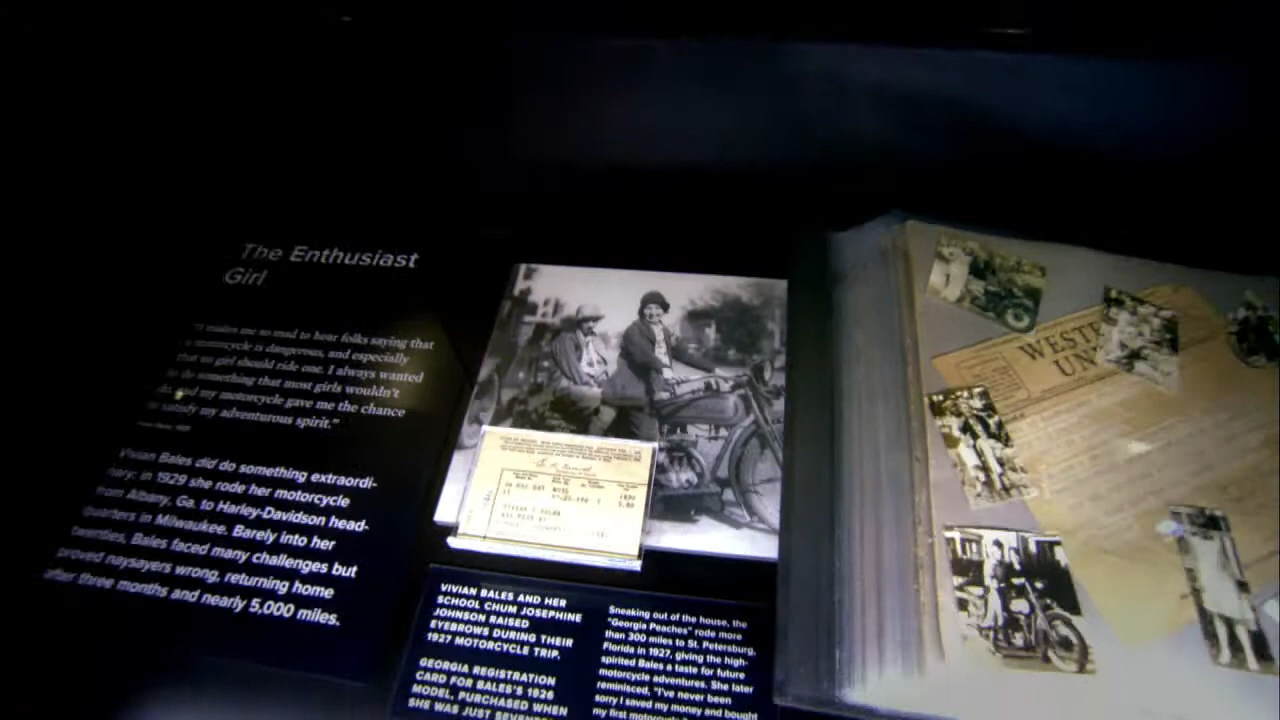 The Enthusiast
Girl
makes me so mad to hear folks saying that
a motorcycle is dangerous, and especially
that no girl should ride one. I always wanted
to do something that most girls wouldn't
and my motorcycle gave me the chance
to satisfy my adventurous spirit."
Vivian Bales did do something extraordi-
nary: in 1929 she rode her motorcycle
from Albany, Ga. to Harley-Davidson head-
quarters in Milwaukee. Barely into her
twenties, Bales faced many challenges but
proved naysayers wrong, returning home
after three months and nearly 5,000 miles.
VIVIAN BALES AND HER
SCHOOL CHUM JOSEPHINE
JOHNSON RAISED
EYEBROWS DURING THEIR
1927 MOTORCYCLE TRIP.
GEORGIA REGISTRATION
CARD FOR BALES'S 1926
MODEL, PURCHASED WHEN
SHE WAS JUST
Sneaking out of the house, the
"Georgia Peaches" rode more
than 300 miles to St. Petersburg,
Florida in 1927, giving the high-
spirited Bales a taste for future
motorcycle adventures. She later
reminisced, "I've never been
sorry I saved my money and bought
my first motorcycle."
WESTE
UN